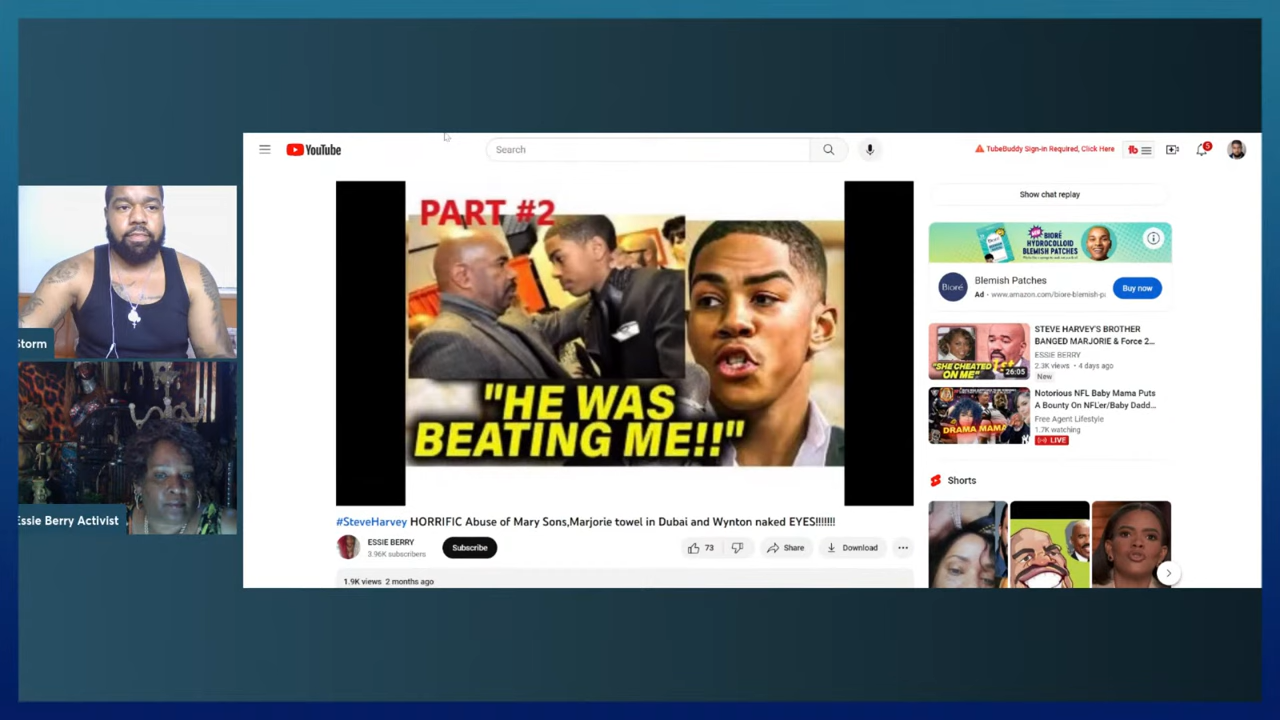 YouTube
Search
TubeBuddy Sign-in Required, Click Here
tb
5
Storm
Essie Berry Activist
PART #2
"HE WAS
BEATING ME!!"
#SteveHarvey HORRIFIC Abuse of Mary Sons,Marjorie towel in Dubai and Wynton naked EYES!!!!!!!
ESSIE BERRY
3.96K subscribers
Subscribe
73
Share
Download
1.9K views 2 months ago
Show chat replay
BIORÉ
HYDROCOLLOID
BLEMISH PATCHES
Bioré
Blemish Patches
Ad - www.amazon.com/biore-blemish-p
Buy now
"SHE CHEATED
ON ME"
26:05
STEVE HARVEY'S BROTHER
BANGED MARJORIE & Force 2...
ESSIE BERRY
2.3K views • 4 days ago
New
DRAMA MAMA
Notorious NFL Baby Mama Puts
A Bounty On NFL'er/Baby Dadd...
Free Agent Lifestyle
1.7K watching
LIVE
Shorts